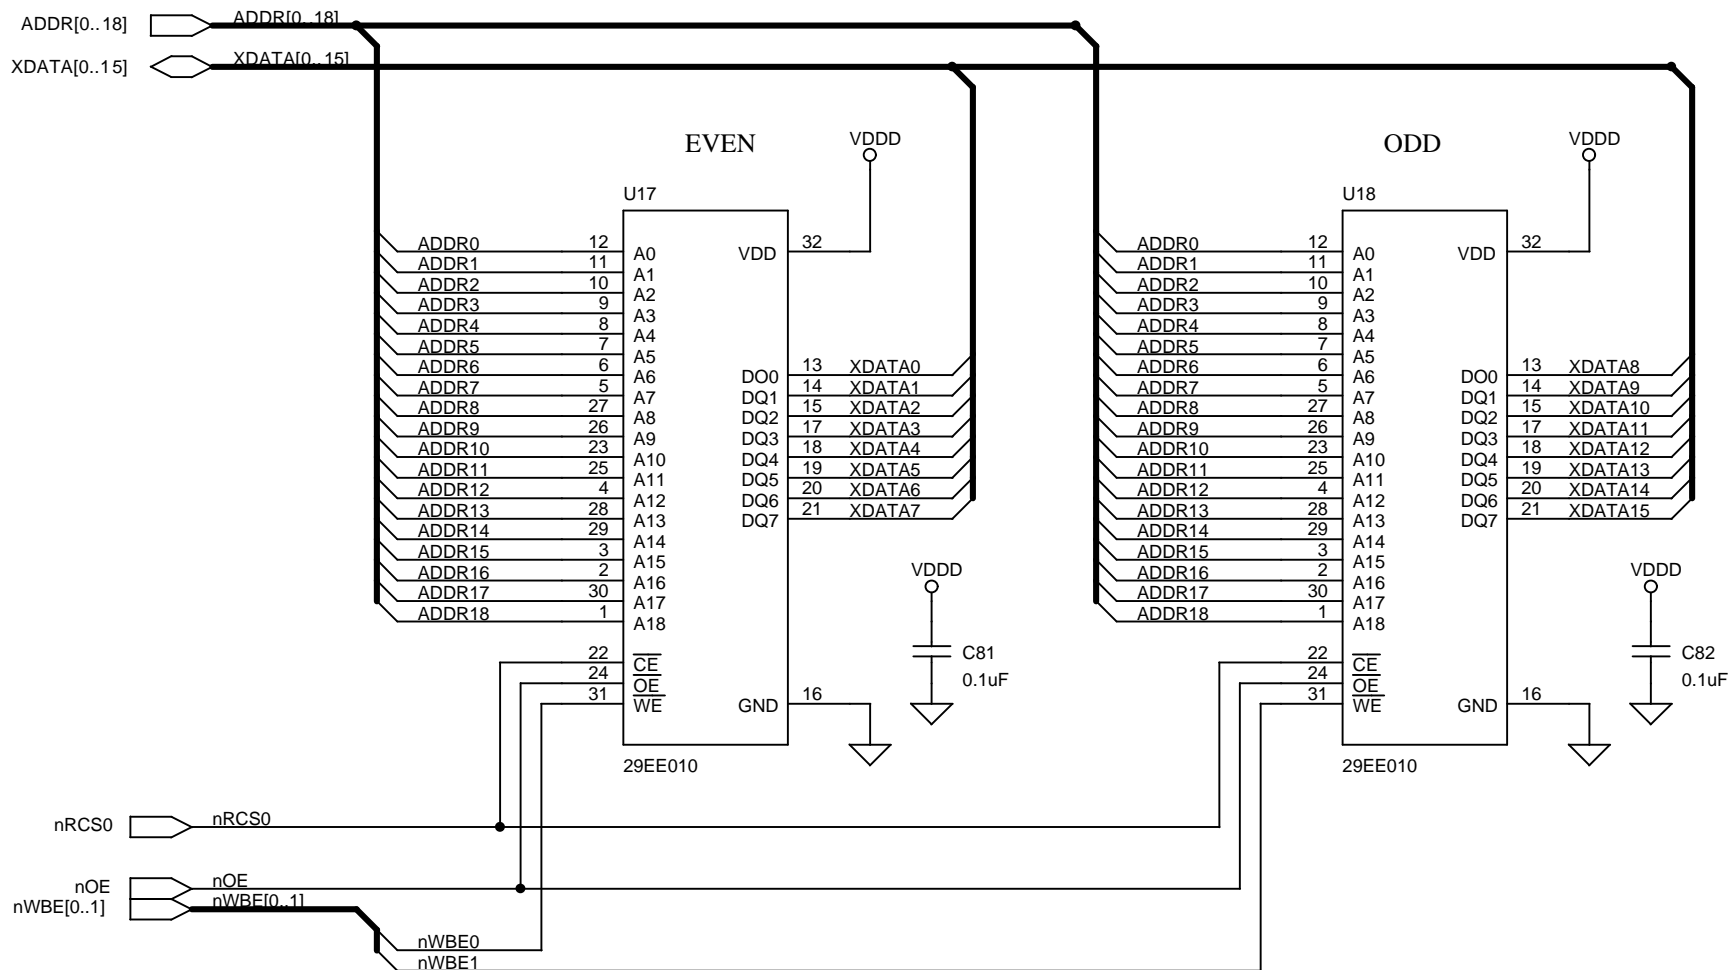 ADDR[0..18] ADDR[0..18]
XDATA[0..15] XDATA[0..15]
EVEN VDDD ODD VDDD
U17 U18
ADDR0 12 A0 VDD 32 ADDR0 12 A0 VDD 32
ADDR1 11 A1 ADDR1 11 A1
ADDR2 10 A2 ADDR2 10 A2
ADDR3 9 A3 ADDR3 9 A3
ADDR4 8 A4 ADDR4 8 A4
ADDR5 7 A5 ADDR5 7 A5
ADDR6 6 A6 DO0 13 XDATA0 ADDR6 6 A6 DO0 13 XDATA8
ADDR7 5 A7 DQ1 14 XDATA1 ADDR7 5 A7 DQ1 14 XDATA9
ADDR8 27 A8 DQ2 15 XDATA2 ADDR8 27 A8 DQ2 15 XDATA10
ADDR9 26 A9 DQ3 17 XDATA3 ADDR9 26 A9 DQ3 17 XDATA11
ADDR10 23 A10 DQ4 18 XDATA4 ADDR10 23 A10 DQ4 18 XDATA12
ADDR11 25 A11 DQ5 19 XDATA5 ADDR11 25 A11 DQ5 19 XDATA13
ADDR12 4 A12 DQ6 20 XDATA6 ADDR12 4 A12 DQ6 20 XDATA14
ADDR13 28 A13 DQ7 21 XDATA7 ADDR13 28 A13 DQ7 21 XDATA15
ADDR14 29 A14 ADDR14 29 A14
ADDR15 3 A15 ADDR15 3 A15
ADDR16 2 A16 VDDD ADDR16 2 A16 VDDD
ADDR17 30 A17 ADDR17 30 A17
ADDR18 1 A18 ADDR18 1 A18
22 CE C81 22 CE C82
24 OE 0.1uF 24 OE 0.1uF
31 WE GND 16 31 WE GND 16
29EE010 29EE010
nRCS0 nRCS0
nOE nOE
nWBE[0..1] nWBE[0..1]
nWBE0
nWBE1